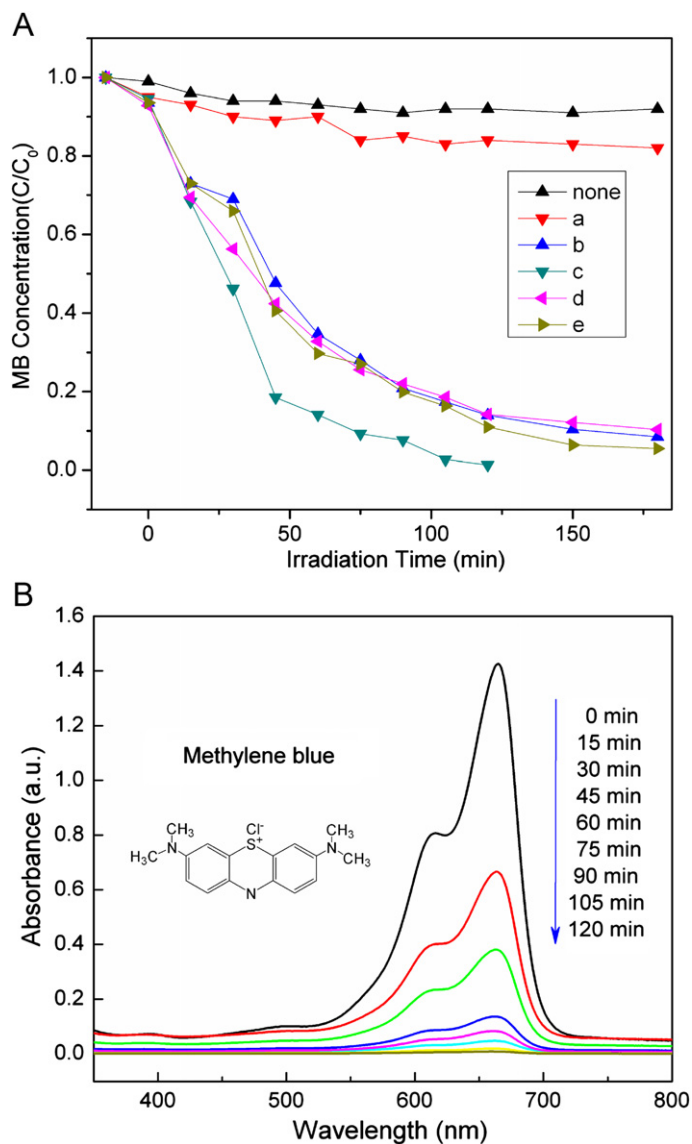 A
1.0
0.8
0.6
0.4
0.2
0.0
MB Concentration(C/C₀)
none
a
b
c
d
e
0 50 100 150
Irradiation Time (min)
B
1.6
1.4
1.2
1.0
0.8
0.6
0.4
0.2
0.0
Absorbance (a.u.)
Methylene blue
CH₃ Cl⁻ CH₃
H₃C N S + N CH₃
N
0 min
15 min
30 min
45 min
60 min
75 min
90 min
105 min
120 min
400 500 600 700 800
Wavelength (nm)